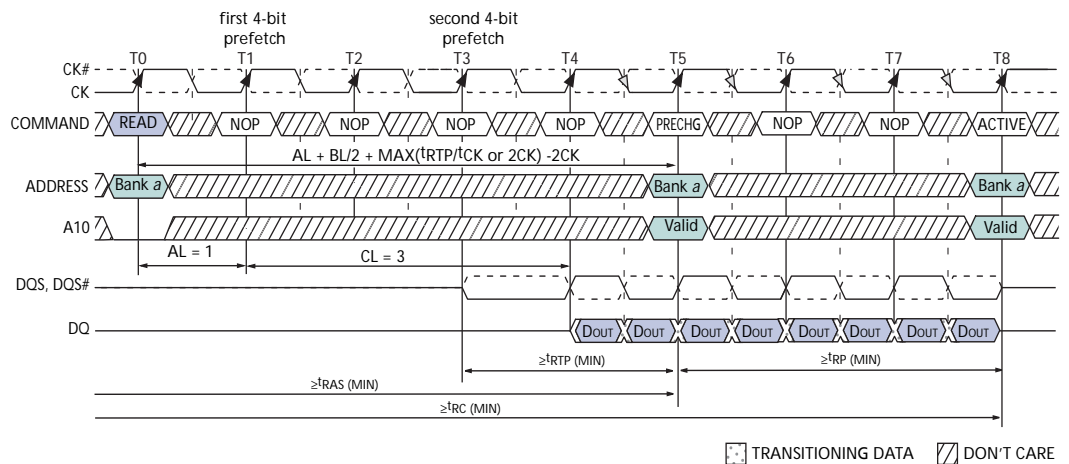 first 4-bit prefetch
second 4-bit prefetch
T0 T1 T2 T3 T4 T5 T6 T7 T8
CK#
CK
COMMAND READ NOP NOP NOP NOP PRECHG NOP NOP ACTIVE
AL + BL/2 + MAX(tRTP/tCK or 2CK) -2CK
ADDRESS Bank a Bank a Bank a
A10 Valid Valid
AL = 1 CL = 3
DQS, DQS#
DQ DOUT DOUT DOUT DOUT DOUT DOUT DOUT DOUT
≥tRTP (MIN) ≥tRP (MIN)
≥tRAS (MIN)
≥tRC (MIN)
TRANSITIONING DATA DON'T CARE